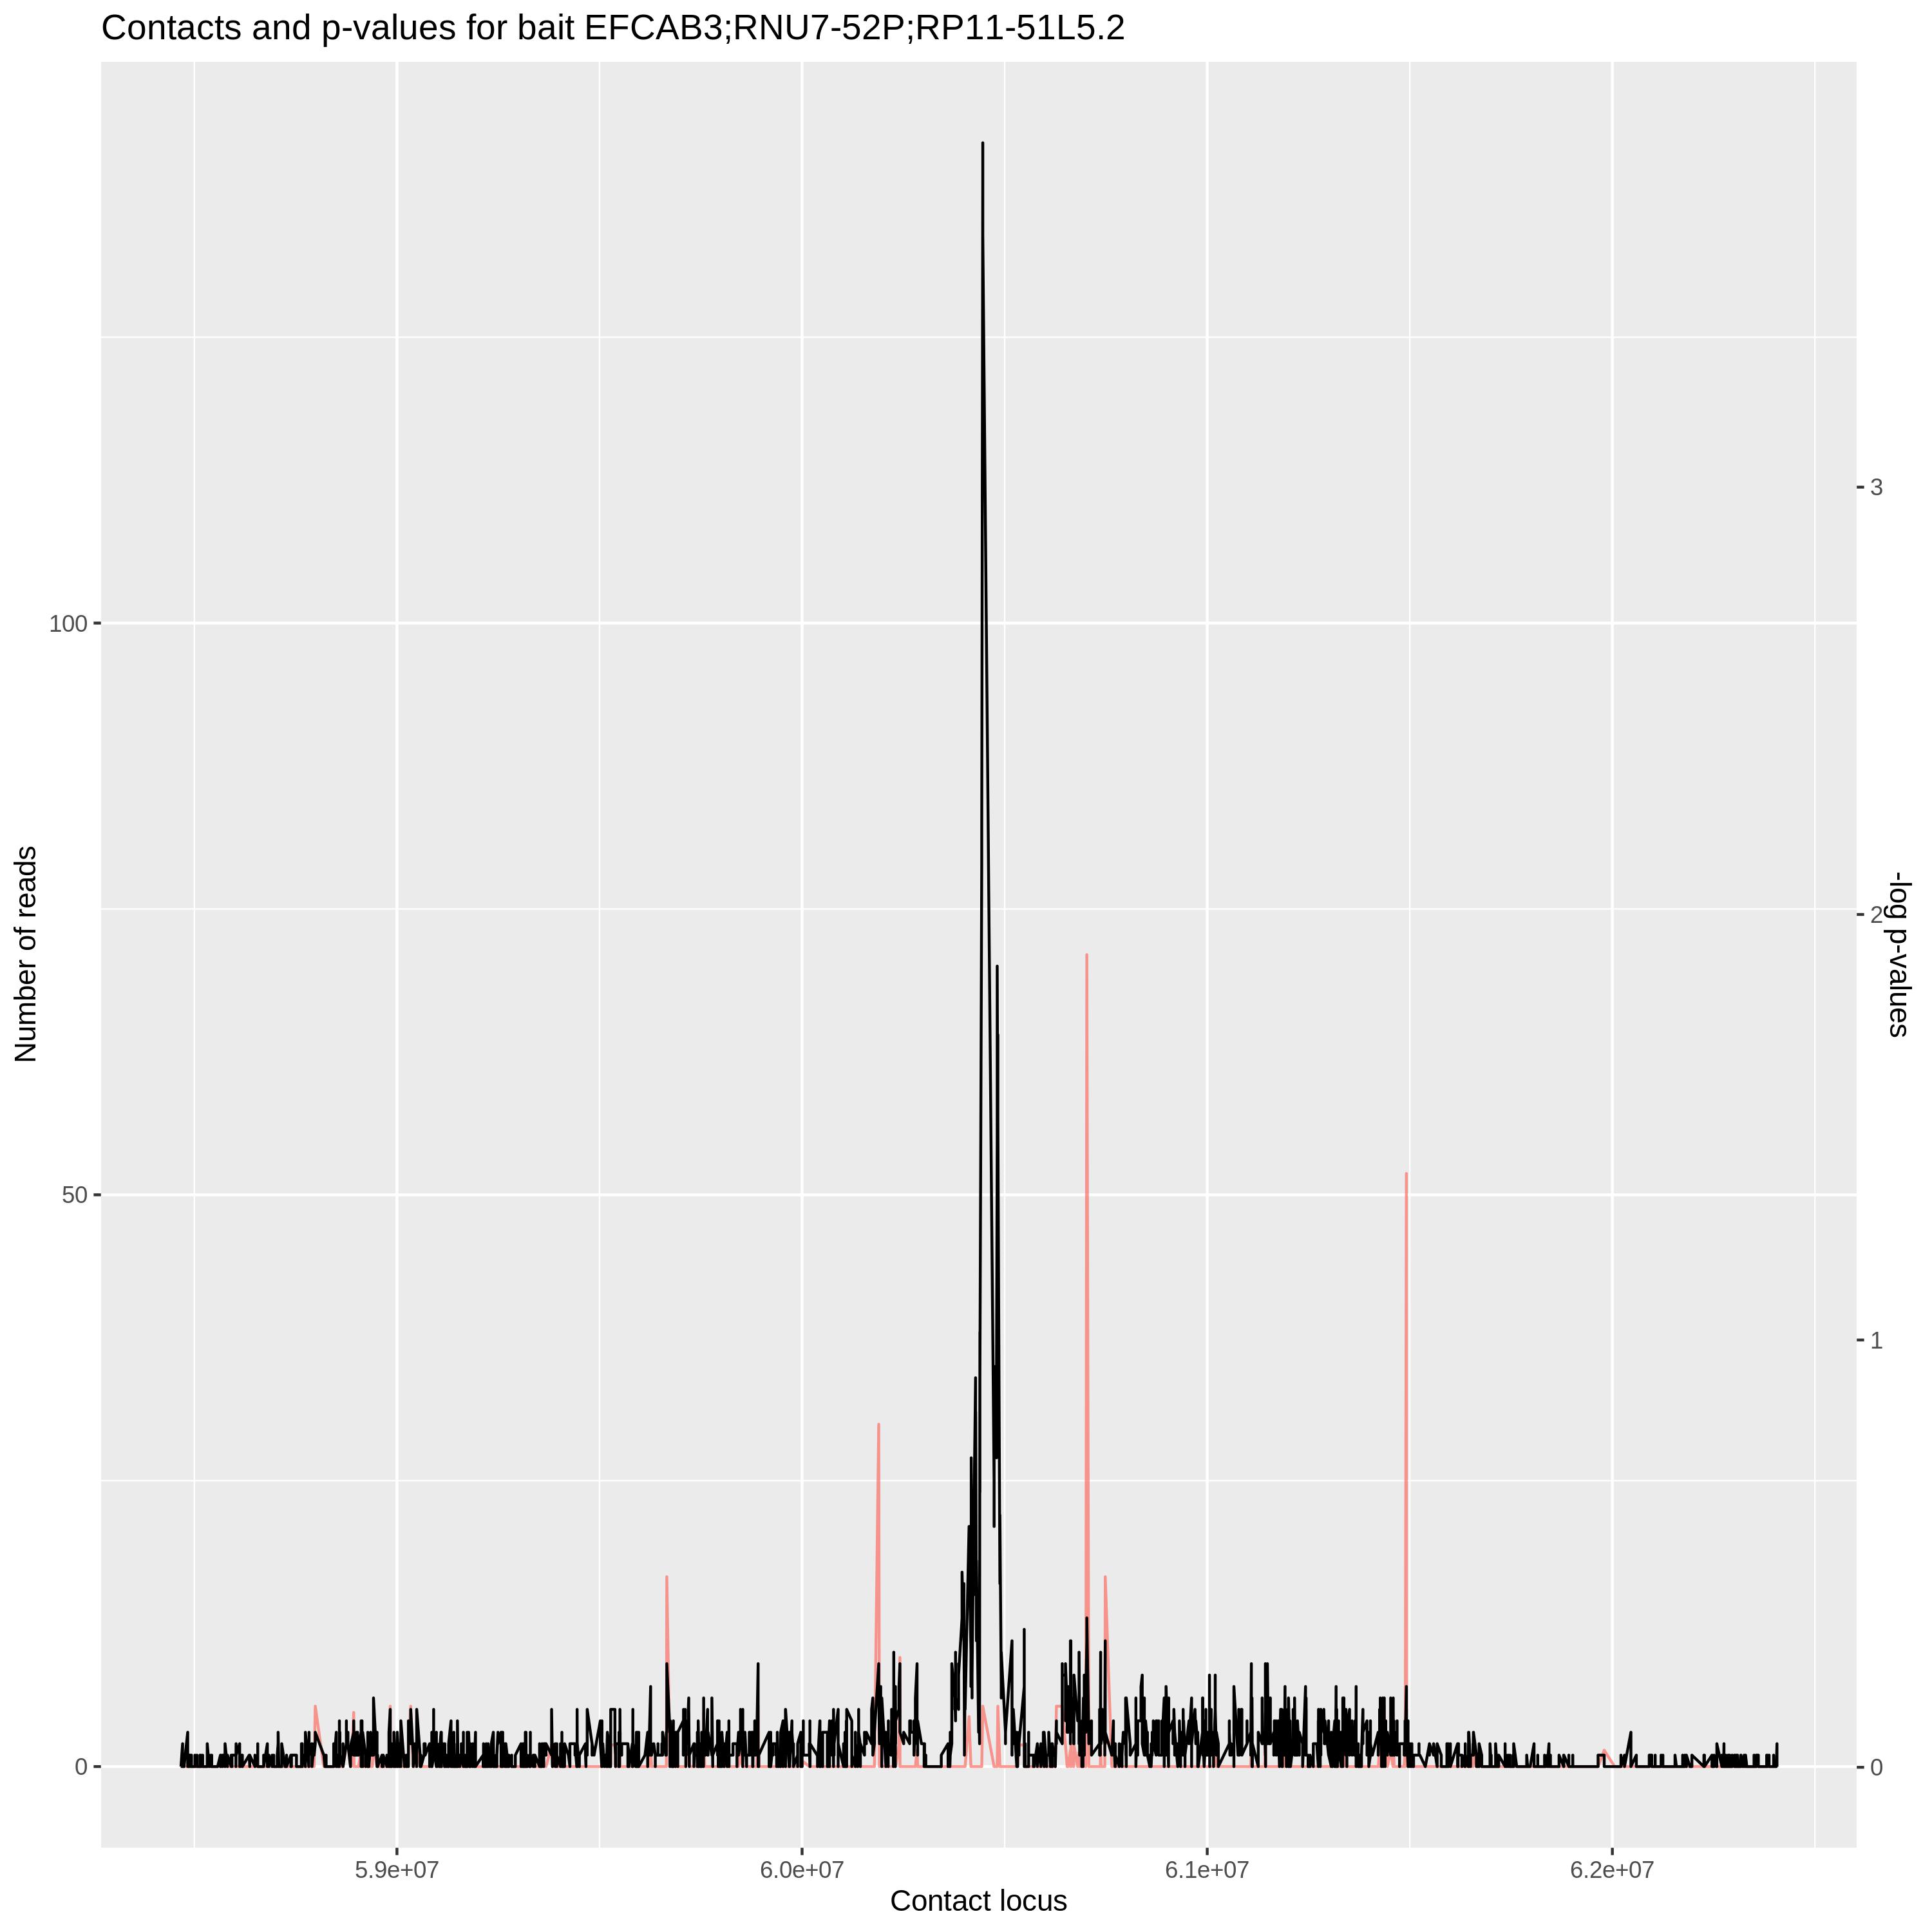 Contacts and p-values for bait EFCAB3;RNU7-52P;RP11-51L5.2
Number of reads
100
50
0
3
2
1
0
-log p-values
5.9e+07
6.0e+07
6.1e+07
6.2e+07
Contact locus